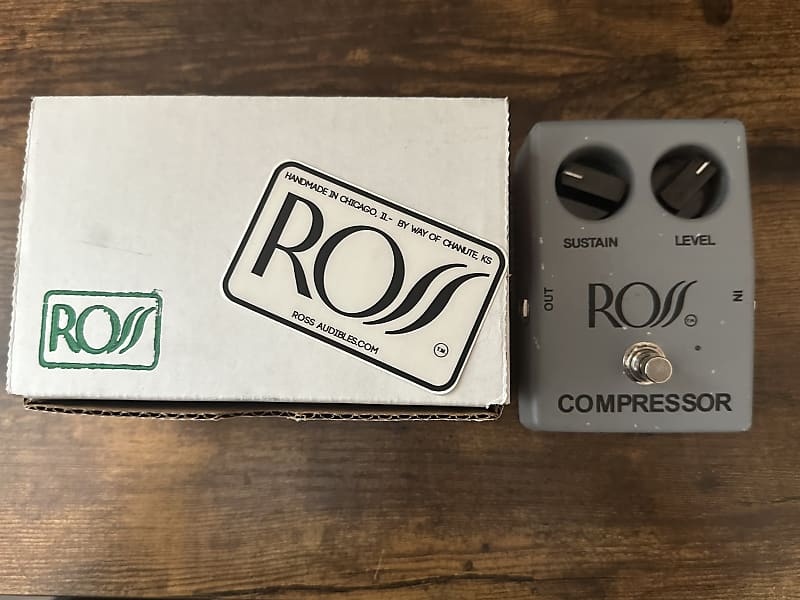 HANDMADE IN CHICAGO, IL- BY WAY OF CHANUTE, KS
ROSS
ROSS AUDIBLES.COM
TM
ROSS
SUSTAIN
LEVEL
OUT
IN
ROSS
TM
COMPRESSOR